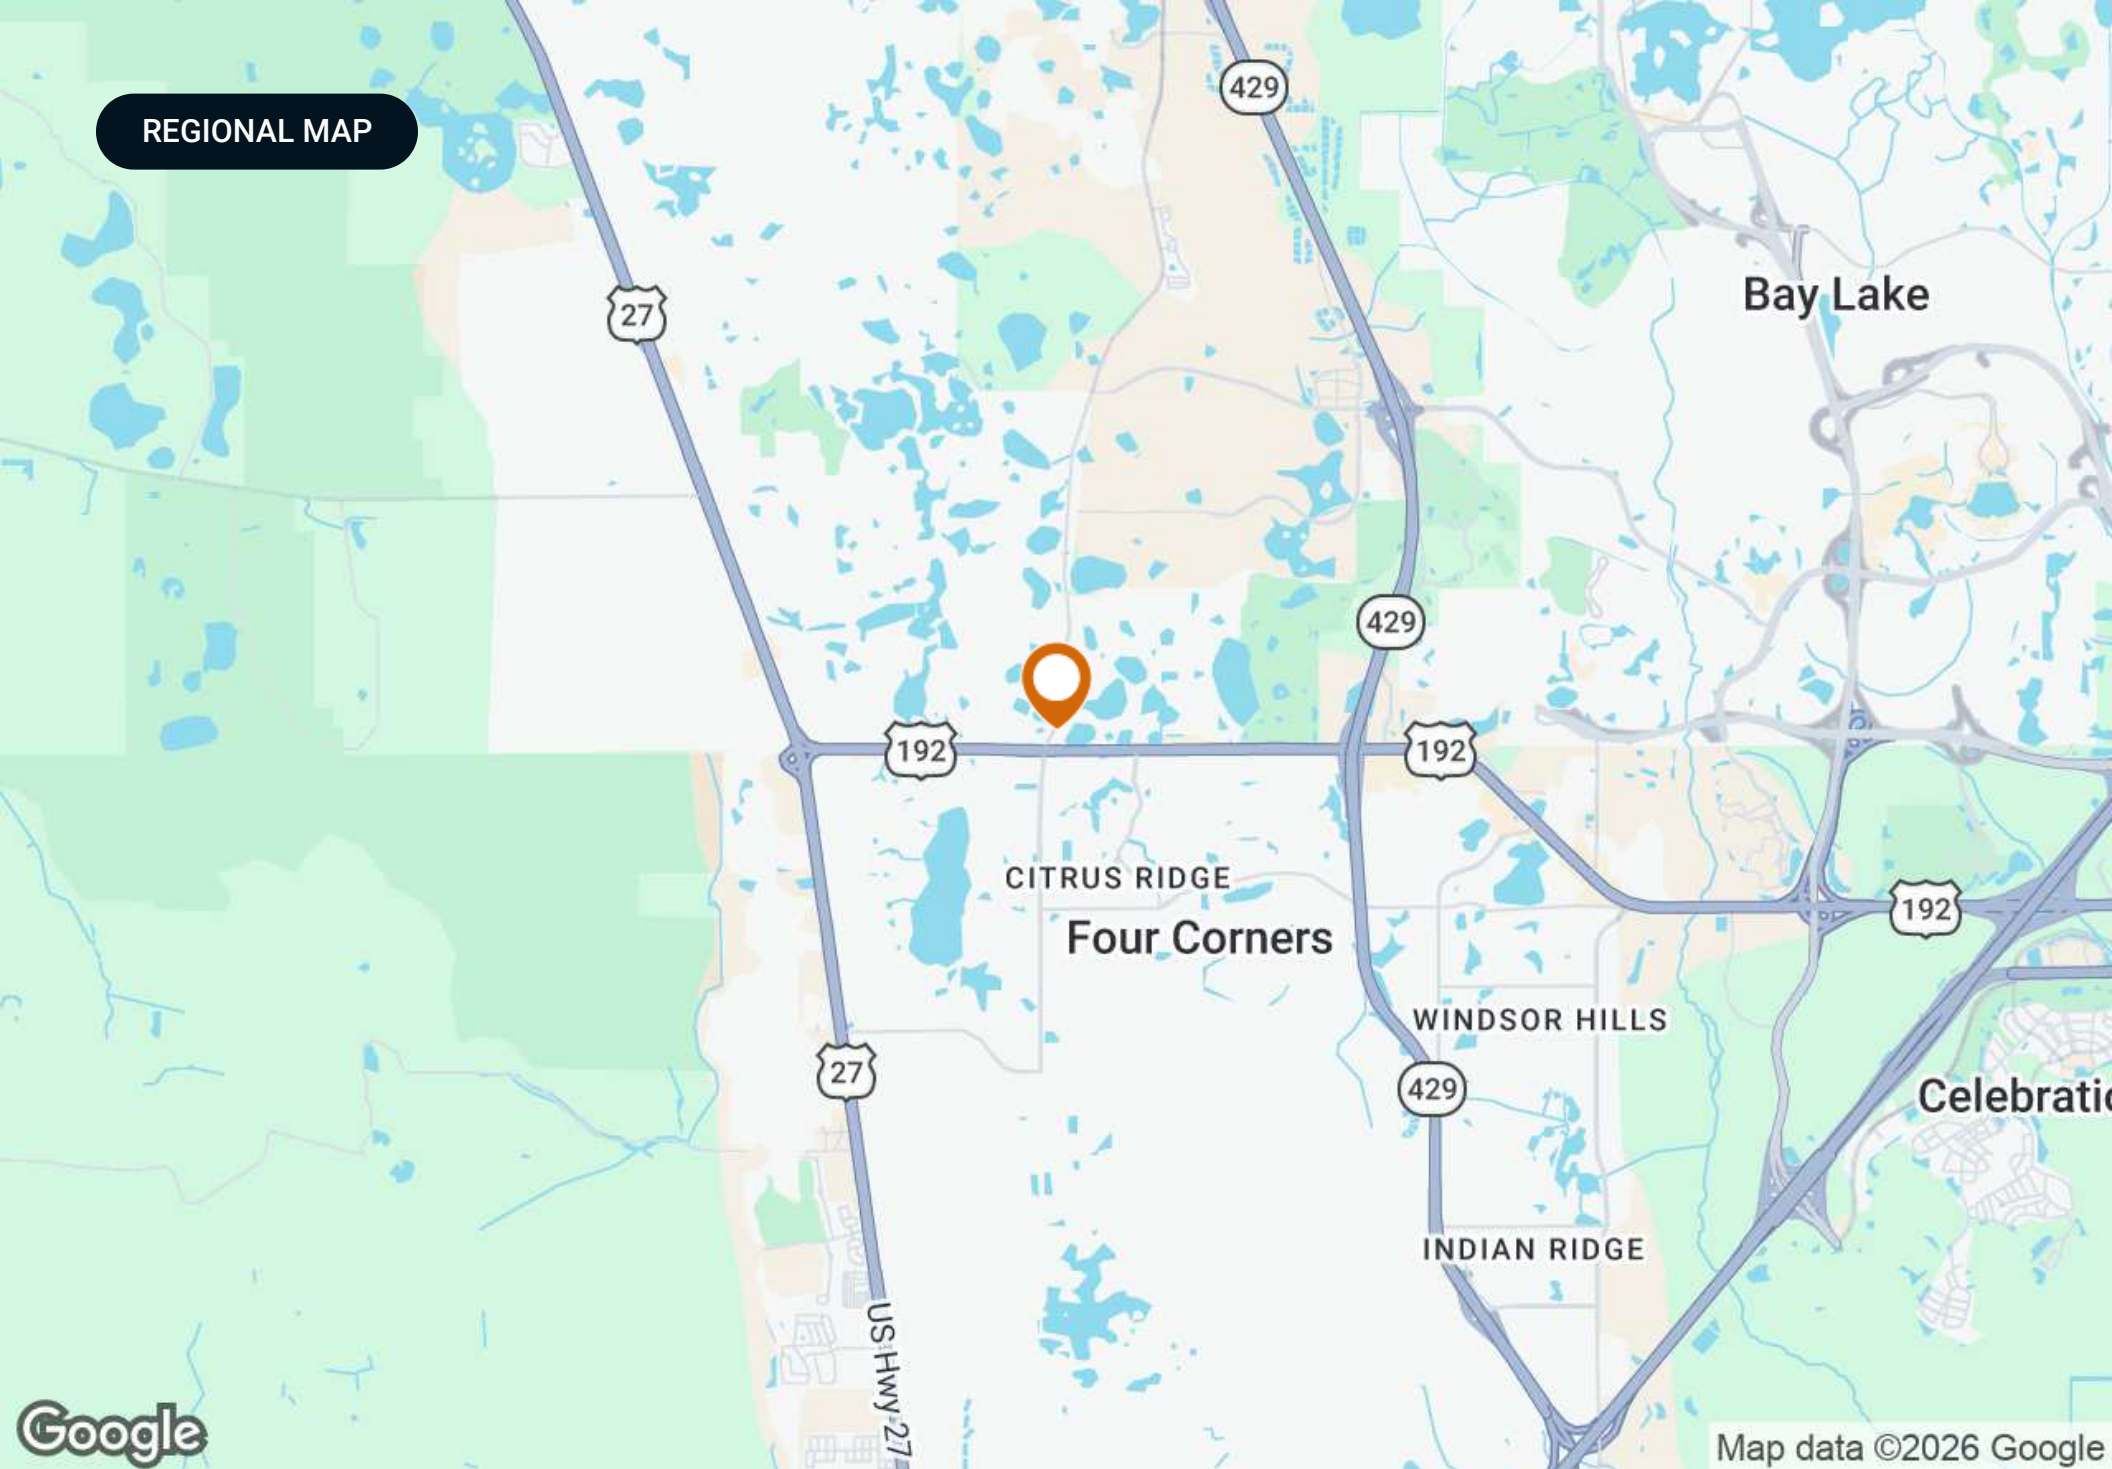 429
REGIONAL MAP
Bay Lake
27
429
192
192
CITRUS RIDGE
192
Four Corners
WINDSOR HILLS
27
429
Celebratio
INDIAN RIDGE
US Hwy 27
Google
Map data ©2026 Google